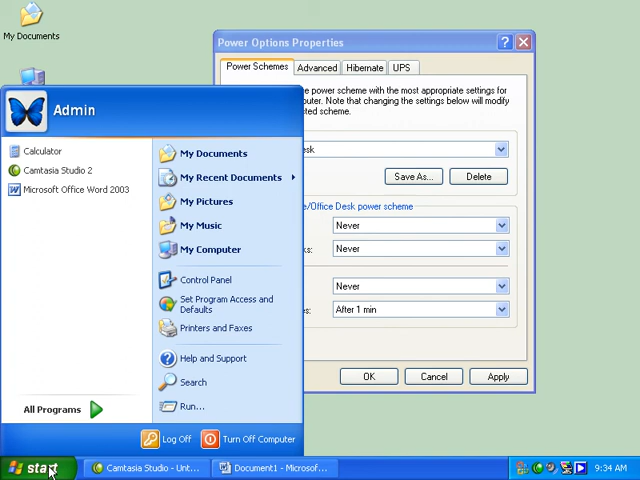 My Documents
Power Options Properties
Power Schemes
Advanced
Hibernate
UPS
e power scheme with the most appropriate settings for
puter. Note that changing the settings below will modify
cted scheme.
esk
Save As...
Delete
e/Office Desk power scheme
Never
ks:
Never
Never
es:
After 1 min
OK
Cancel
Apply
Admin
Calculator
Camtasia Studio 2
Microsoft Office Word 2003
All Programs
My Documents
My Recent Documents
My Pictures
My Music
My Computer
Control Panel
Set Program Access and
Defaults
Printers and Faxes
Help and Support
Search
Run...
Log Off
Turn Off Computer
start
Camtasia Studio - Unt...
Document1 - Microsof...
9:34 AM